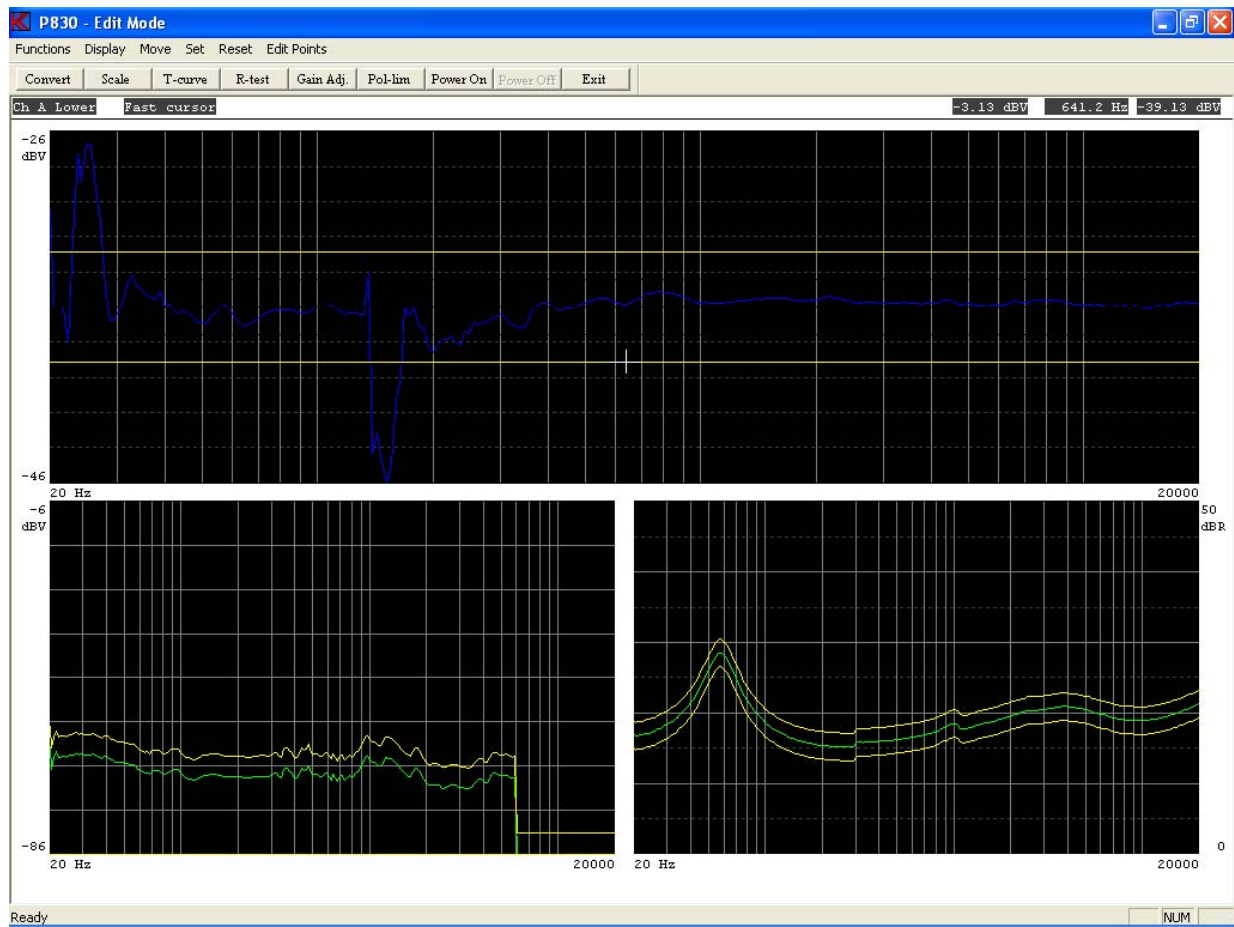 P830 - Edit Mode
Functions Display Move Set Reset Edit Points
Convert Scale T-curve R-test Gain Adj. Pol-lim Power On Power Off Exit
Ch A Lower Fast cursor -3.13 dBV 641.2 Hz -39.13 dBV
-26
dBV
-46
20 Hz 20000
-6
dBV
50
dBR
-86
0
20 Hz 20000
20 Hz 20000
Ready NUM